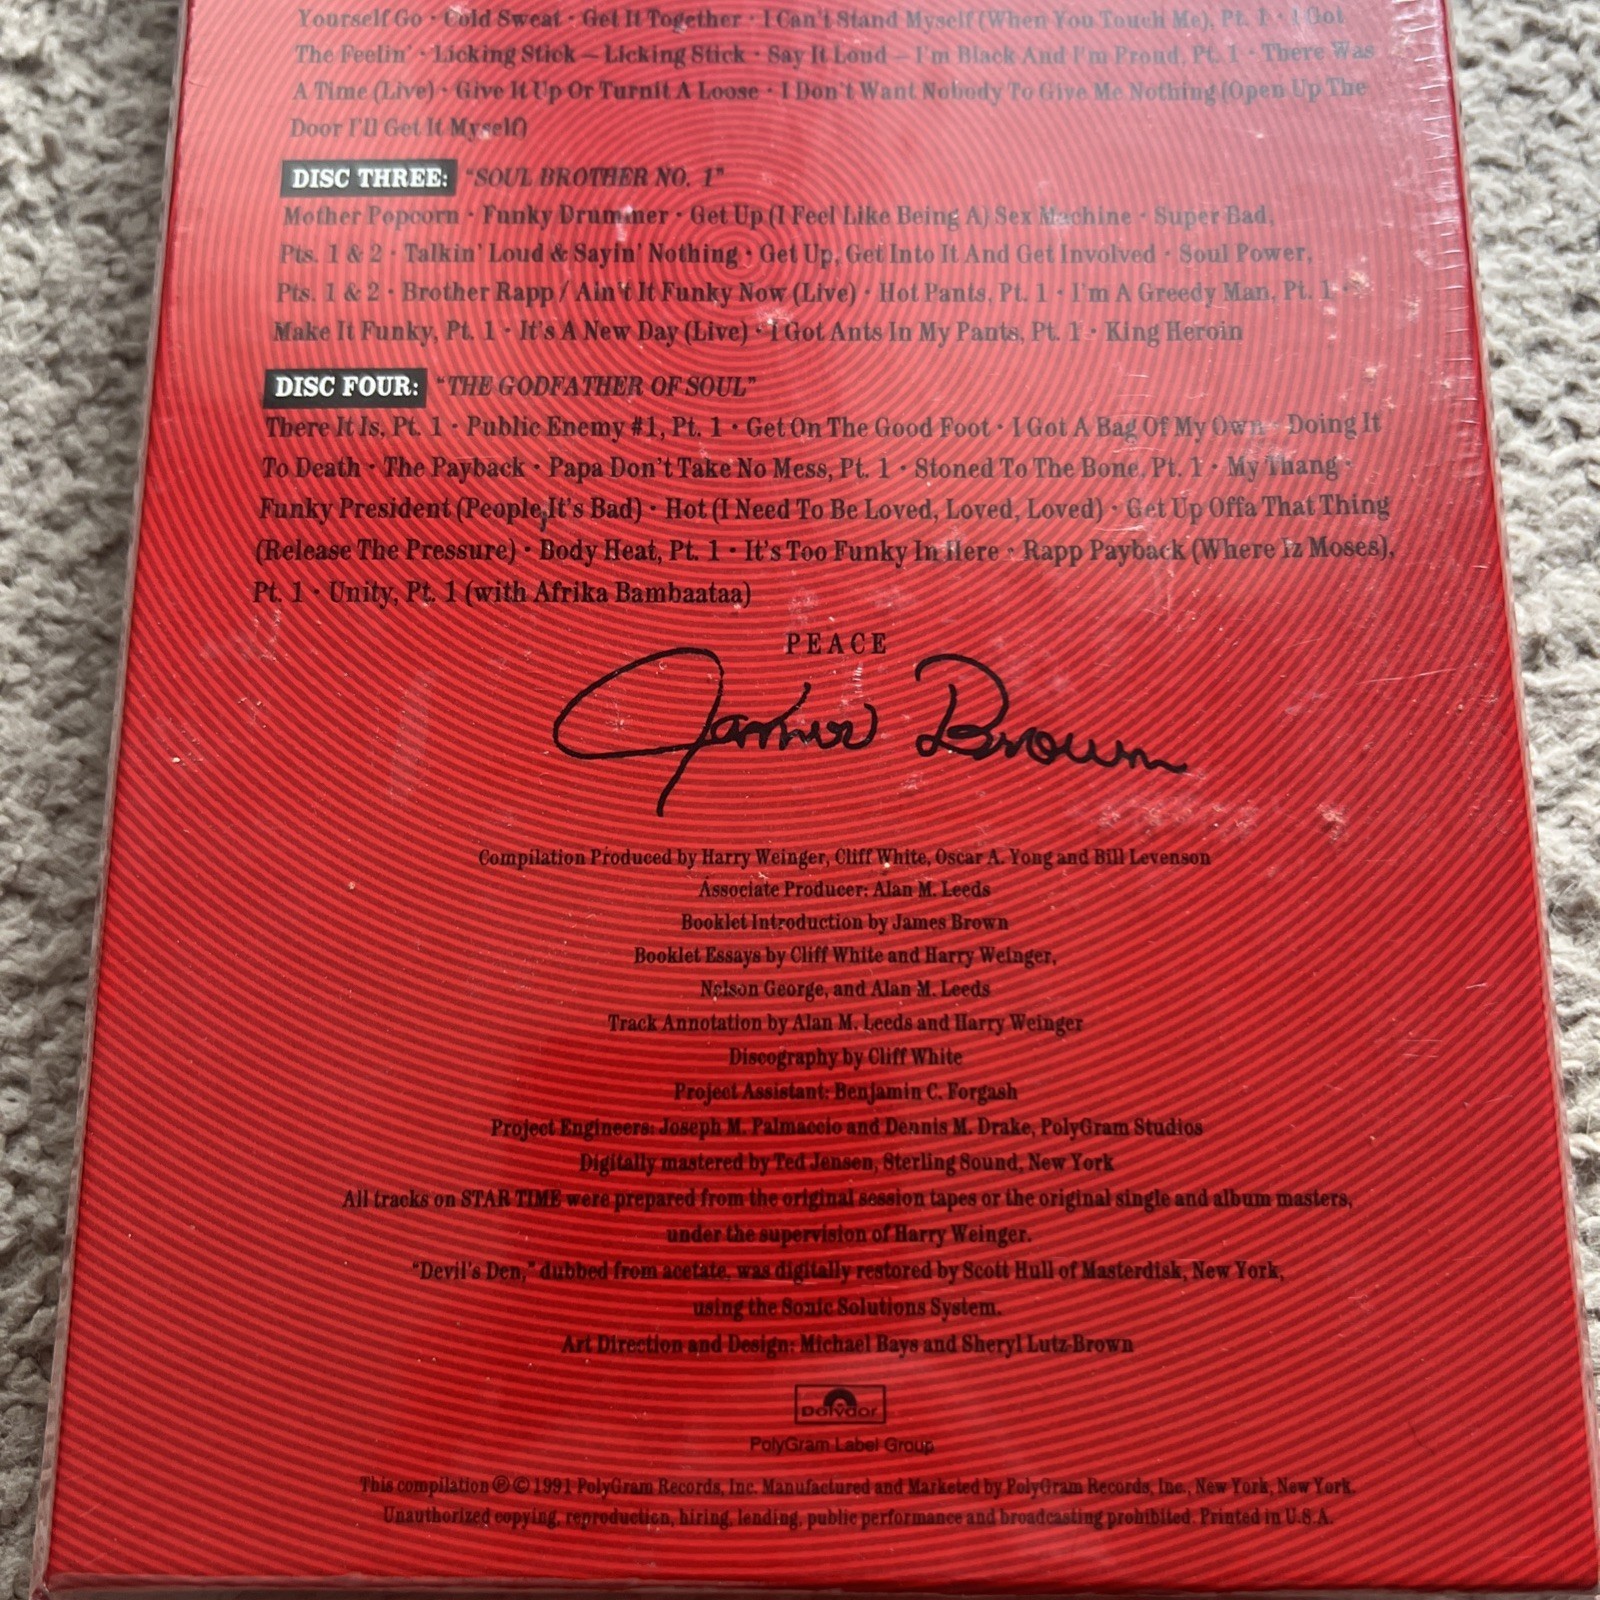 Yourself Go · Cold Sweat · Get It Together · I Can't Stand Myself (When You Touch Me), Pt. 1 · I Got
The Feelin' · Licking Stick – Licking Stick · Say It Loud – I'm Black And I'm Proud, Pt. 1 · There Was
A Time (Live) · Give It Up Or Turnit A Loose · I Don't Want Nobody To Give Me Nothing (Open Up The
Door I'll Get It Myself)
DISC THREE: "SOUL BROTHER NO. 1"
Mother Popcorn · Funky Drummer · Get Up (I Feel Like Being A) Sex Machine · Super Bad,
Pts. 1 & 2 · Talkin' Loud & Sayin' Nothing · Get Up, Get Into It And Get Involved · Soul Power,
Pts. 1 & 2 · Brother Rapp / Ain't It Funky Now (Live) · Hot Pants, Pt. 1 · I'm A Greedy Man, Pt. 1 ·
Make It Funky, Pt. 1 · It's A New Day (Live) · I Got Ants In My Pants, Pt. 1 · King Heroin
DISC FOUR: "THE GODFATHER OF SOUL"
There It Is, Pt. 1 · Public Enemy #1, Pt. 1 · Get On The Good Foot · I Got A Bag Of My Own · Doing It
To Death · The Payback · Papa Don't Take No Mess, Pt. 1 · Stoned To The Bone, Pt. 1 · My Thang ·
Funky President (People, It's Bad) · Hot (I Need To Be Loved, Loved, Loved) · Get Up Offa That Thing
(Release The Pressure) · Body Heat, Pt. 1 · It's Too Funky In Here · Rapp Payback (Where Iz Moses),
Pt. 1 · Unity, Pt. 1 (with Afrika Bambaataa)
PEACE
James Brown
Compilation Produced by Harry Weinger, Cliff White, Oscar A. Yong and Bill Levenson
Associate Producer: Alan M. Leeds
Booklet Introduction by James Brown
Booklet Essays by Cliff White and Harry Weinger,
Nelson George, and Alan M. Leeds
Track Annotation by Alan M. Leeds and Harry Weinger
Discography by Cliff White
Project Assistant: Benjamin C. Forgash
Project Engineers: Joseph M. Palmaccio and Dennis M. Drake, PolyGram Studios
Digitally mastered by Ted Jensen, Sterling Sound, New York
All tracks on STAR TIME were prepared from the original session tapes or the original single and album masters,
under the supervision of Harry Weinger.
"Devil's Den," dubbed from acetate, was digitally restored by Scott Hull of Masterdisk, New York,
using the Sonic Solutions System.
Art Direction and Design: Michael Bays and Sheryl Lutz-Brown
Polydor
PolyGram Label Group
This compilation ℗ © 1991 PolyGram Records, Inc. Manufactured and Marketed by PolyGram Records, Inc., New York, New York.
Unauthorized copying, reproduction, hiring, lending, public performance and broadcasting prohibited. Printed in U.S.A.